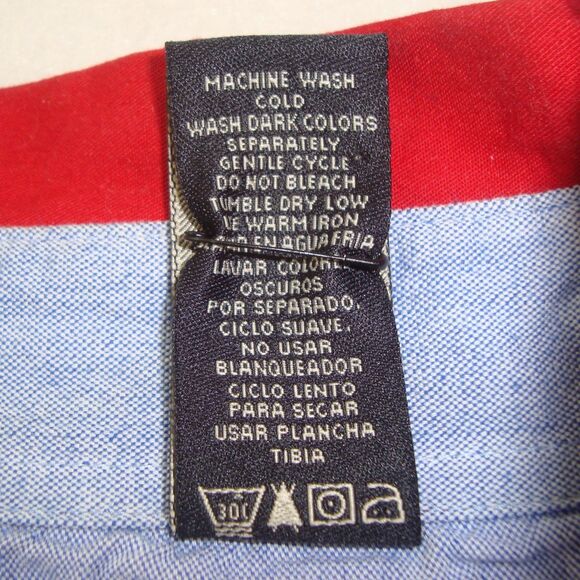 MACHINE WASH
COLD
WASH DARK COLORS
SEPARATELY
GENTLE CYCLE
DO NOT BLEACH
TUMBLE DRY LOW
WARM IRON
EN AGUA FRIA
LAVAR
OSCUROS
POR SEPARADO.
CICLO SUAVE.
NO USAR
BLANQUEADOR
CICLO LENTO
PARA SECAR
USAR PLANCHA
TIBIA